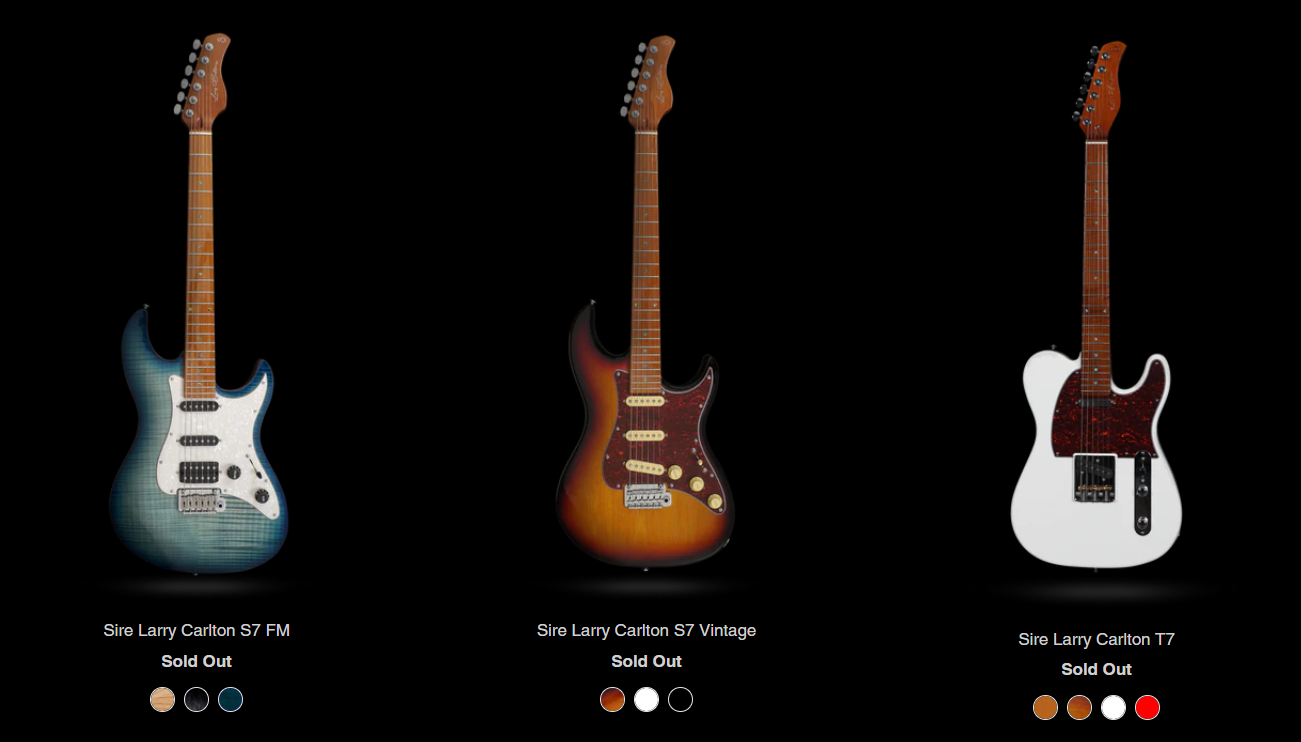 Sire Larry Carlton S7 FM
Sold Out
Sire Larry Carlton S7 Vintage
Sold Out
Sire Larry Carlton T7
Sold Out